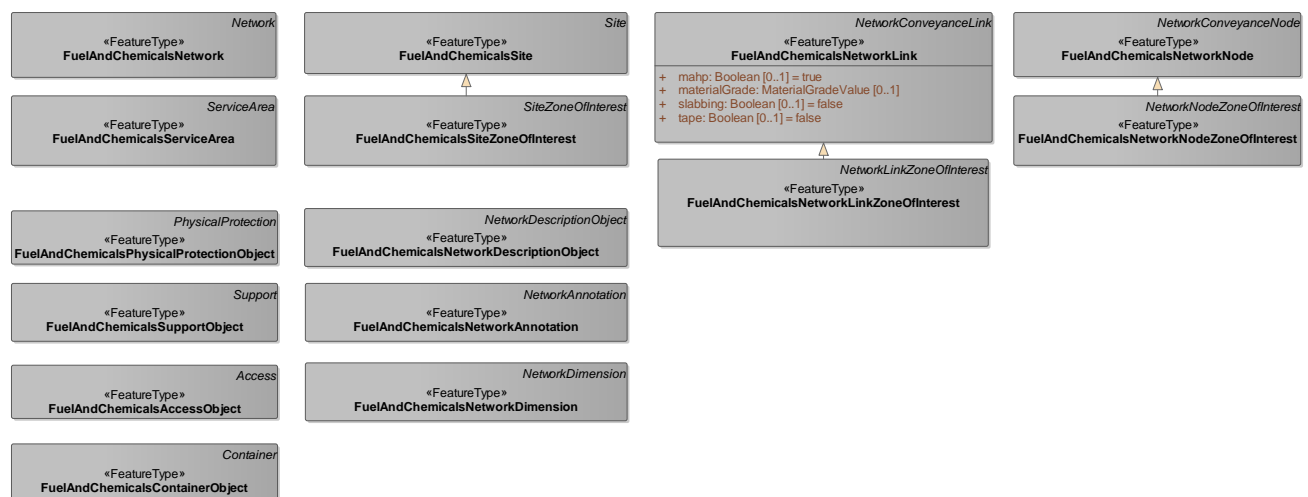 Network
«FeatureType»
FuelAndChemicalsNetwork
Site
«FeatureType»
FuelAndChemicalsSite
NetworkConveyanceLink
«FeatureType»
FuelAndChemicalsNetworkLink
+ mahp: Boolean [0..1] = true
+ materialGrade: MaterialGradeValue [0..1]
+ slabbing: Boolean [0..1] = false
+ tape: Boolean [0..1] = false
NetworkConveyanceNode
«FeatureType»
FuelAndChemicalsNetworkNode
ServiceArea
«FeatureType»
FuelAndChemicalsServiceArea
SiteZoneOfInterest
«FeatureType»
FuelAndChemicalsSiteZoneOfInterest
NetworkNodeZoneOfInterest
«FeatureType»
FuelAndChemicalsNetworkNodeZoneOfInterest
NetworkLinkZoneOfInterest
«FeatureType»
FuelAndChemicalsNetworkLinkZoneOfInterest
PhysicalProtection
«FeatureType»
FuelAndChemicalsPhysicalProtectionObject
NetworkDescriptionObject
«FeatureType»
FuelAndChemicalsNetworkDescriptionObject
Support
«FeatureType»
FuelAndChemicalsSupportObject
NetworkAnnotation
«FeatureType»
FuelAndChemicalsNetworkAnnotation
Access
«FeatureType»
FuelAndChemicalsAccessObject
NetworkDimension
«FeatureType»
FuelAndChemicalsNetworkDimension
Container
«FeatureType»
FuelAndChemicalsContainerObject